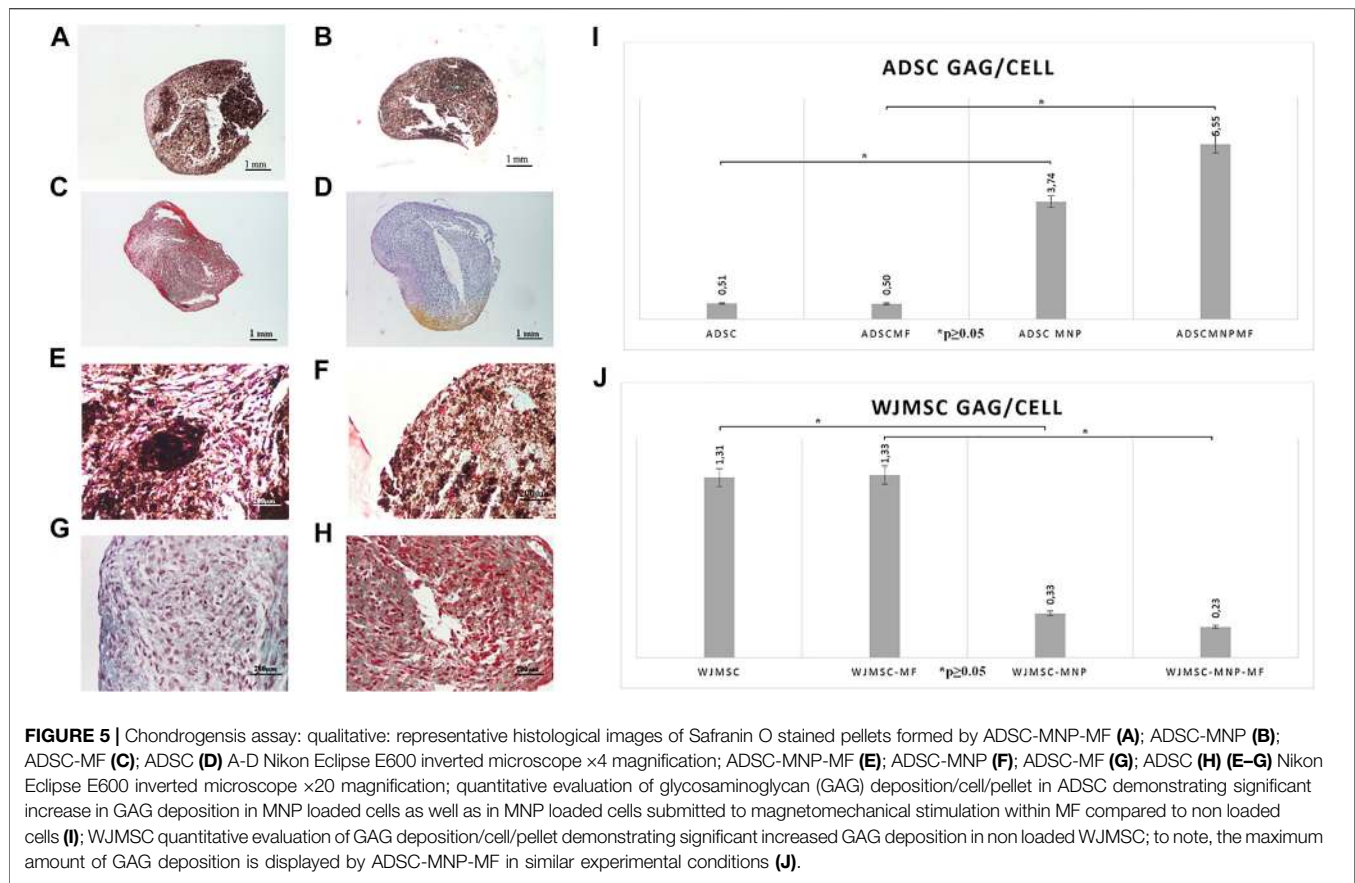 A
B
1 mm
1 mm
C
D
1 mm
1 mm
E
F
200µm
G
H
I
ADSC GAG/CELL
*
*
0,51
0,50
3,74
ADSC
ADSCMF
*p≥0.05
ADSC MNP
ADSCMNPMF
J
WJMSC GAG/CELL
*
*
1,31
1,33
0,33
0,23
WJMSC
WJMSC-MF
*p≥0.05
WJMSC-MNP
WJMSC-MNP-MF
FIGURE 5 | Chondrogensis assay: qualitative: representative histological images of Safranin O stained pellets formed by ADSC-MNP-MF (A); ADSC-MNP (B);
ADSC-MF (C); ADSC (D) A-D Nikon Eclipse E600 inverted microscope ×4 magnification; ADSC-MNP-MF (E); ADSC-MNP (F); ADSC-MF (G); ADSC (H) (E–G) Nikon
Eclipse E600 inverted microscope ×20 magnification; quantitative evaluation of glycosaminoglycan (GAG) deposition/cell/pellet in ADSC demonstrating significant
increase in GAG deposition in MNP loaded cells as well as in MNP loaded cells submitted to magnetomechanical stimulation within MF compared to non loaded
cells (I); WJMSC quantitative evaluation of GAG deposition/cell/pellet demonstrating significant increased GAG deposition in non loaded WJMSC; to note, the maximum
amount of GAG deposition is displayed by ADSC-MNP-MF in similar experimental conditions (J).